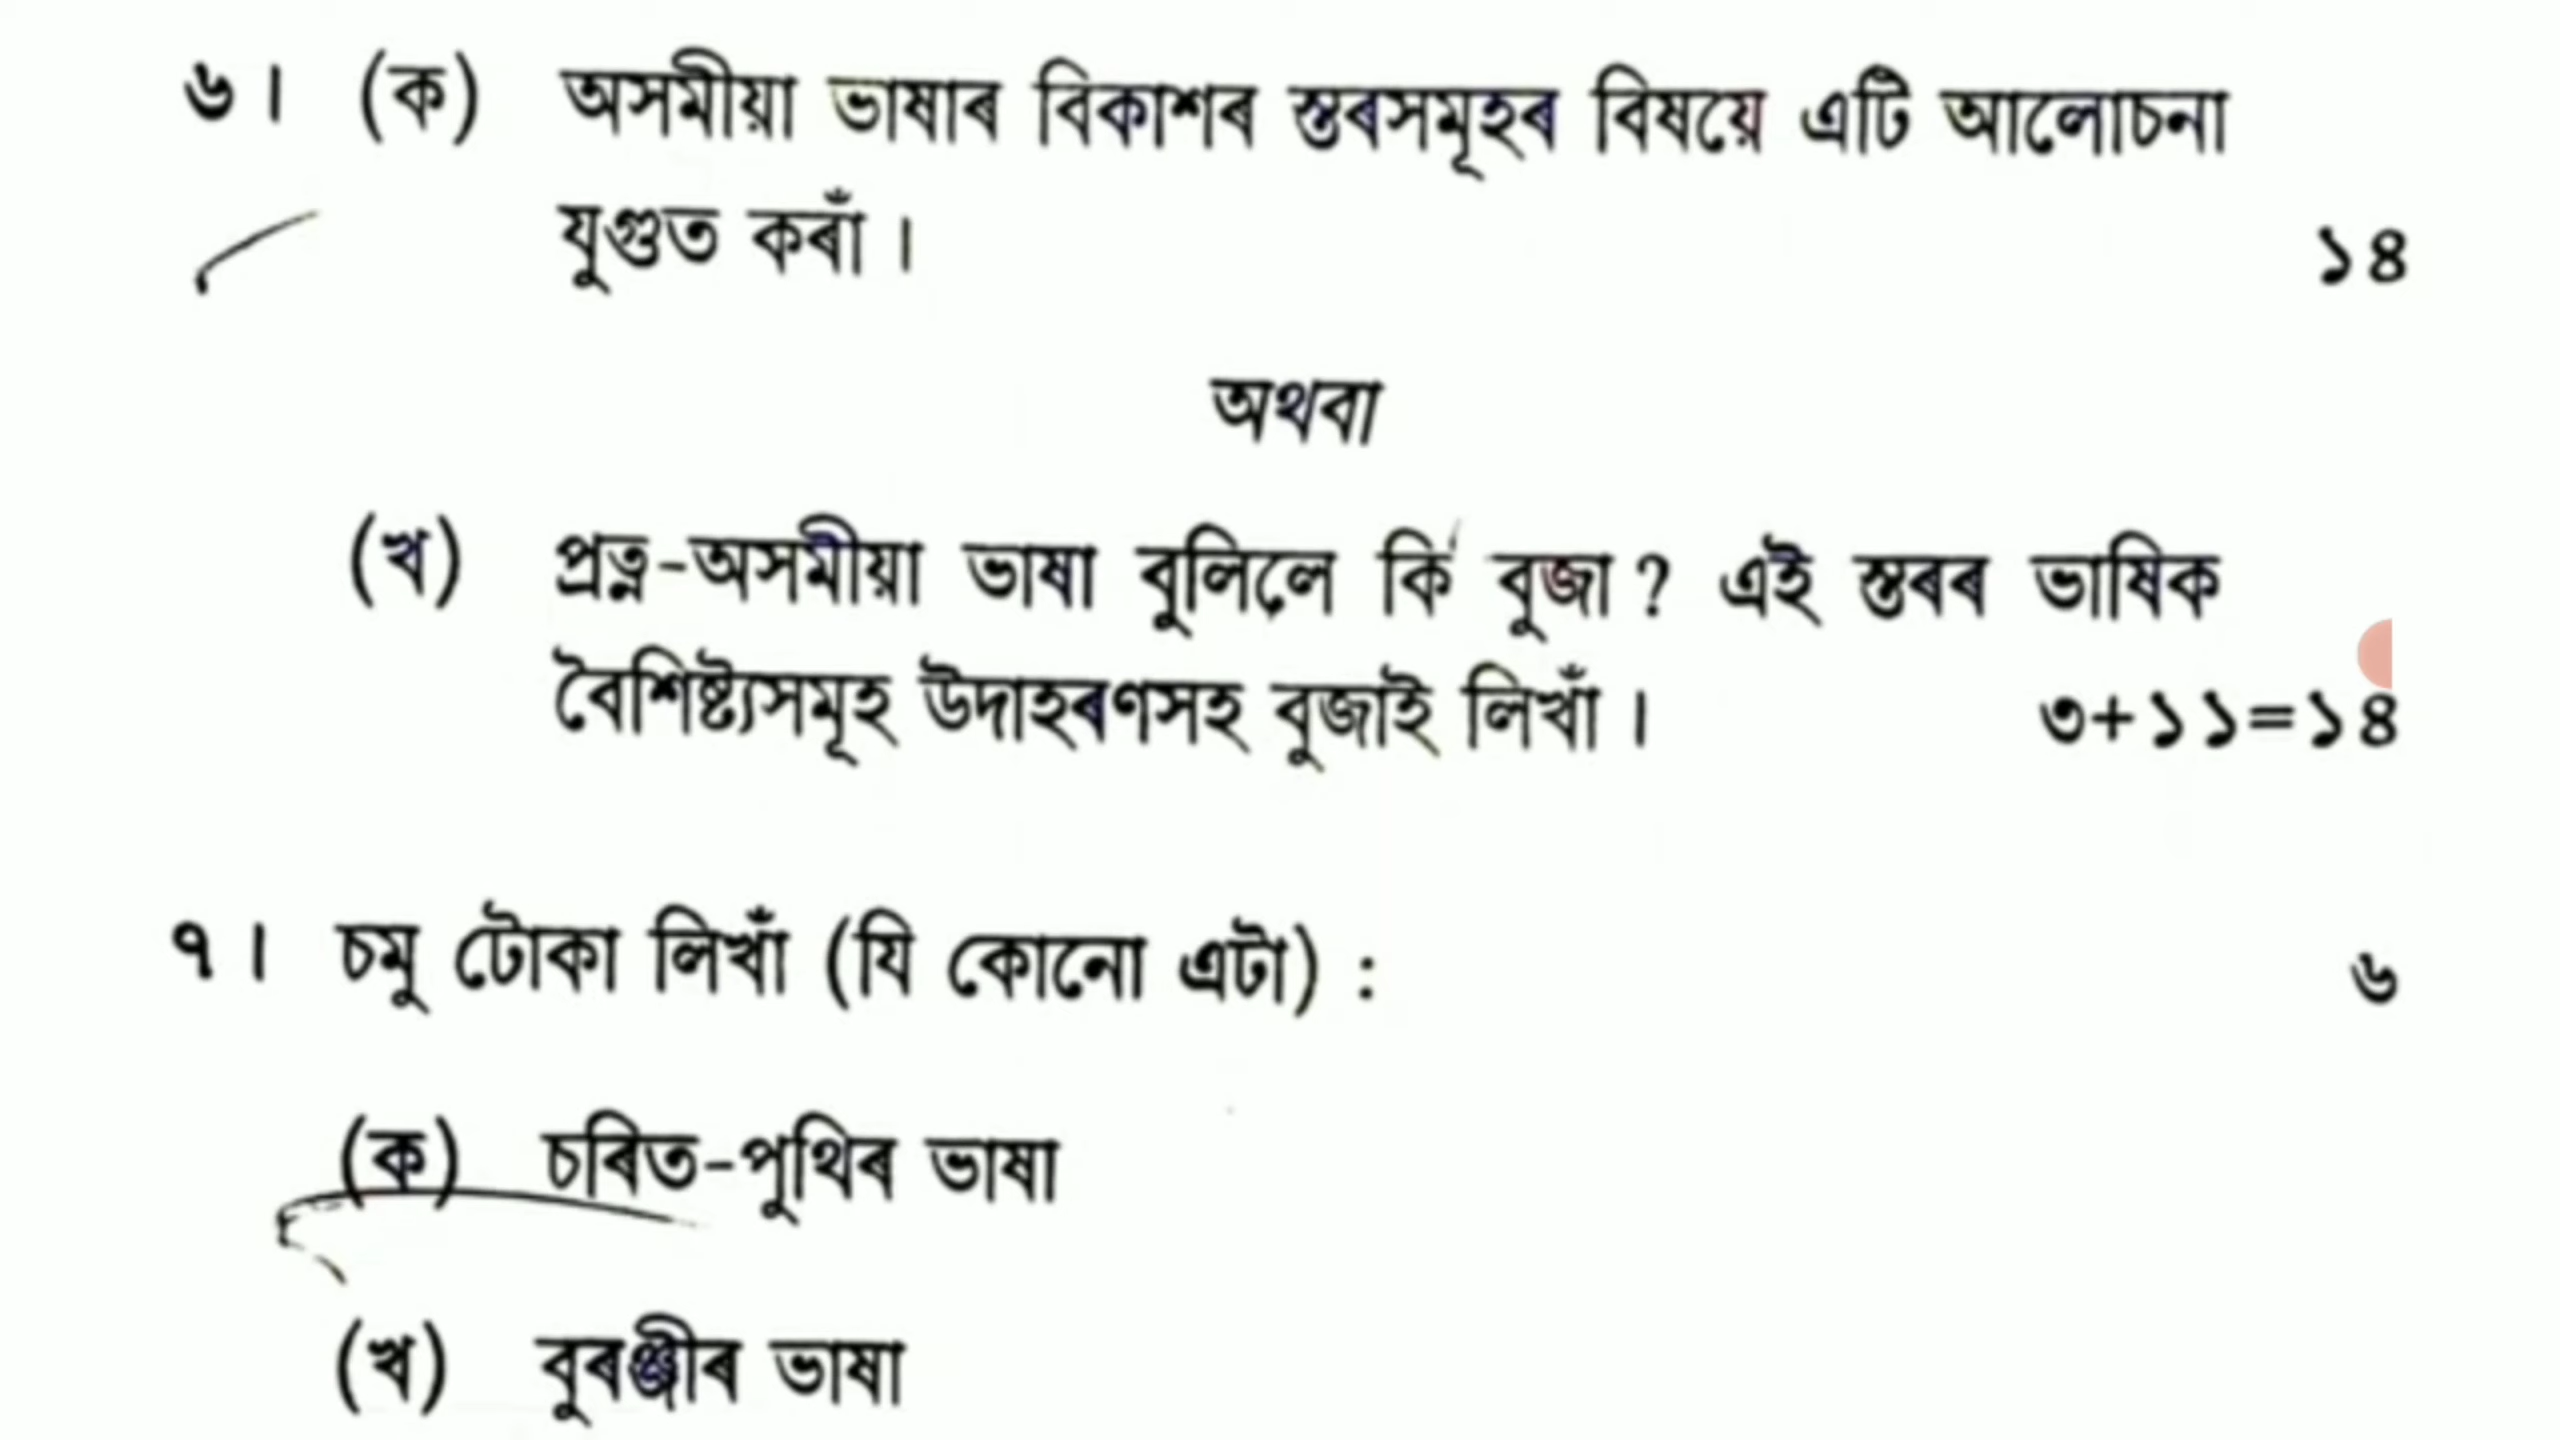 ৬। (ক) অসমীয়া ভাষাৰ বিকাশৰ স্তৰসমূহৰ বিষয়ে এটি আলোচনা
যুগুত কৰাঁ। ১৪
অথবা
(খ) প্ৰত্ন-অসমীয়া ভাষা বুলিলে কি বুজা? এই স্তৰৰ ভাষিক
বৈশিষ্ট্যসমূহ উদাহৰণসহ বুজাই লিখাঁ। ৩+১১=১৪
৭। চমু টোকা লিখাঁ (যি কোনো এটা) : ৬
(ক) চৰিত-পুথিৰ ভাষা
(খ) বুৰঞ্জীৰ ভাষা